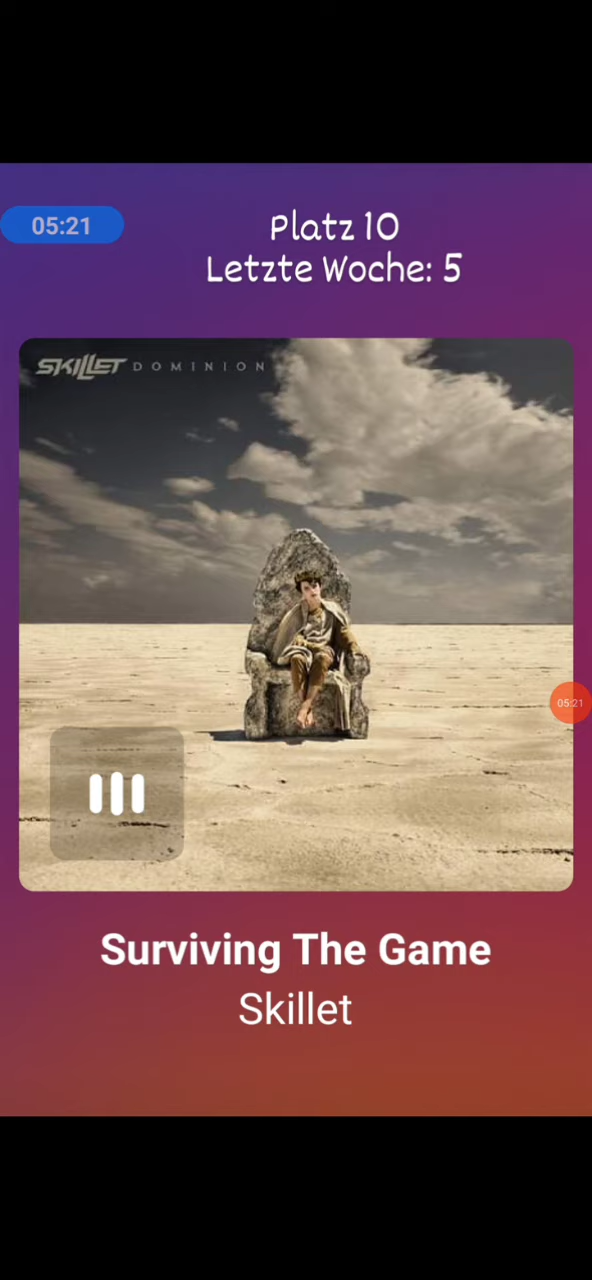 Platz 10
05:21
Letzte Woche: 5
SKILLET DOMINION
05:21
Surviving The Game
Skillet